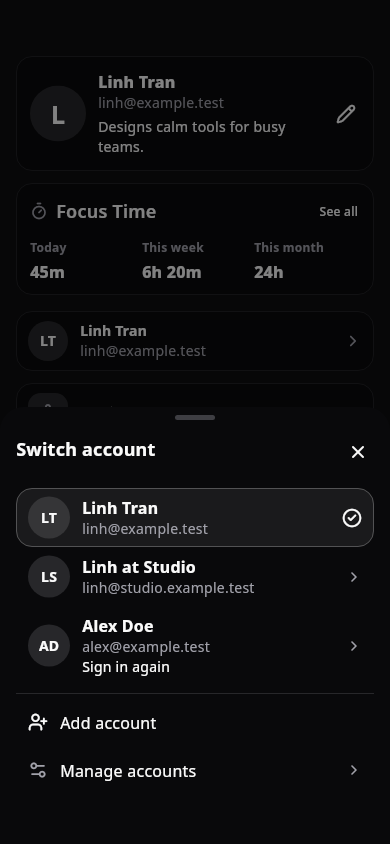 L
Linh Tran
linh@example.test
Designs calm tools for busy
teams.
Focus Time
See all
Today
This week
This month
45m
6h 20m
24h
LT
Linh Tran
linh@example.test
Switch account
LT
Linh Tran
linh@example.test
LS
Linh at Studio
linh@studio.example.test
AD
Alex Doe
alex@example.test
Sign in again
Add account
Manage accounts